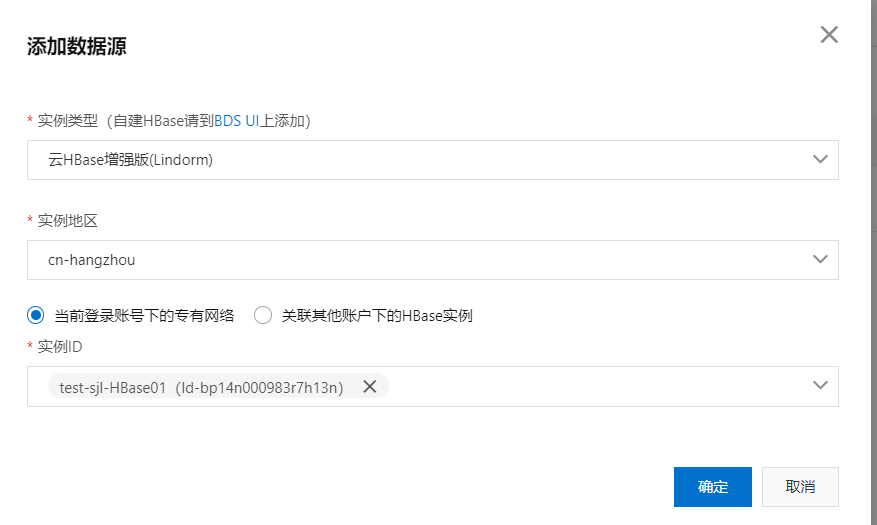 添加数据源
* 实例类型（自建HBase请到BDS UI上添加）
云HBase增强版(Lindorm)
* 实例地区
cn-hangzhou
当前登录账号下的专有网络 关联其他账户下的HBase实例
* 实例ID
test-sjl-HBase01（ld-bp14n000983r7h13n）
确定 取消